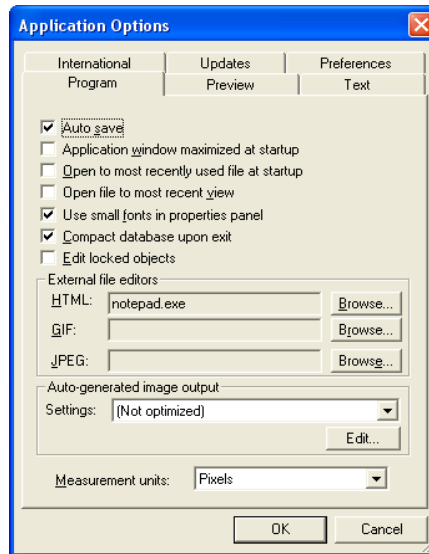 Application Options
International Updates Preferences
Program Preview Text
Auto save
Application window maximized at startup
Open to most recently used file at startup
Open file to most recent view
Use small fonts in properties panel
Compact database upon exit
Edit locked objects
External file editors
HTML: notepad.exe Browse...
GIF: Browse...
JPEG: Browse...
Auto-generated image output
Settings: (Not optimized)
Edit...
Measurement units: Pixels
OK Cancel